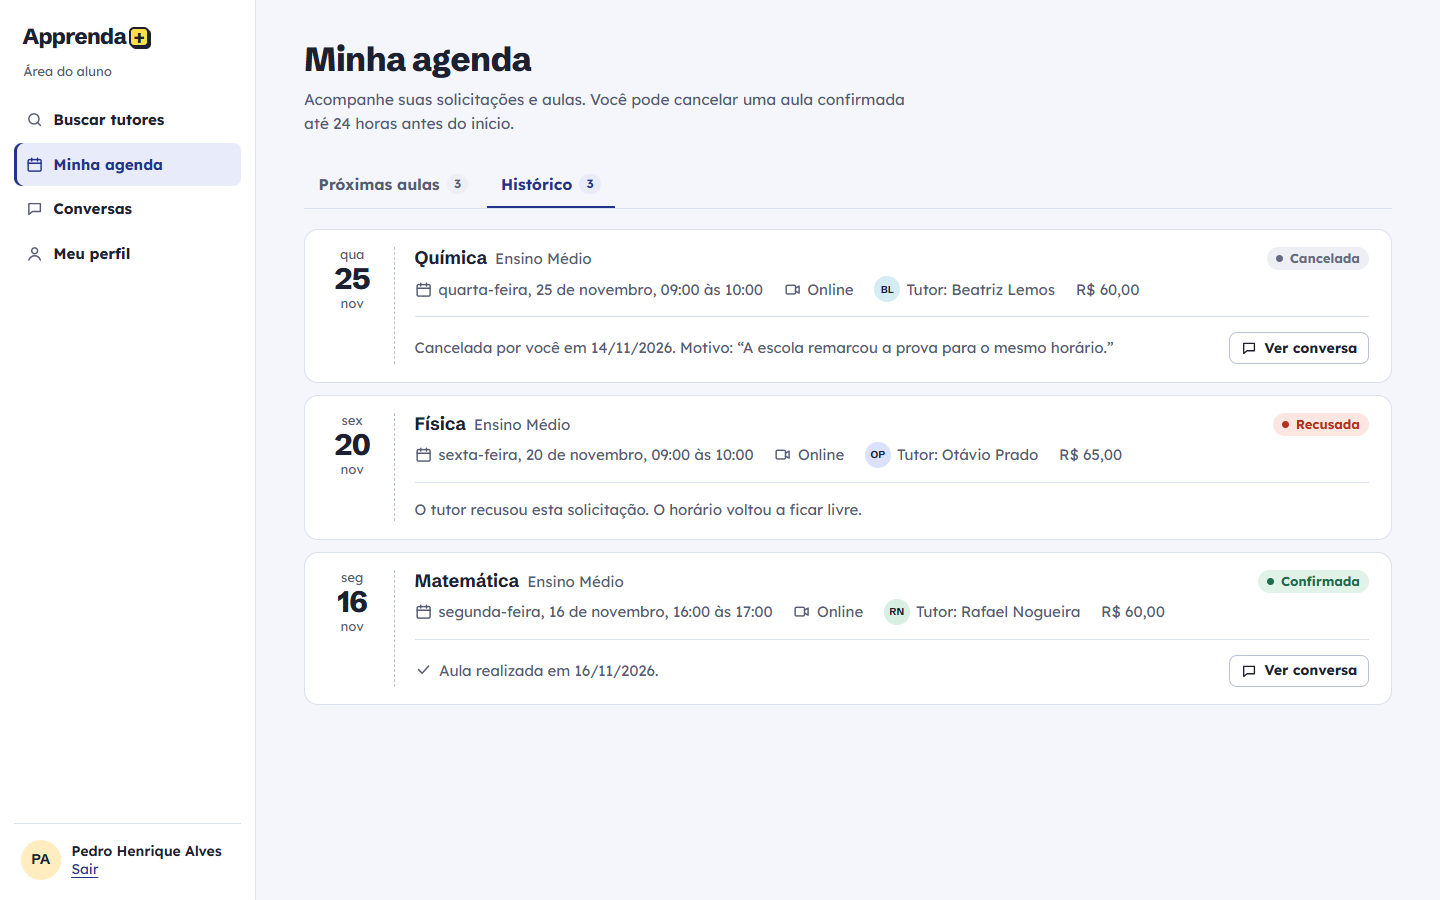 Apprenda+
Área do aluno
Buscar tutores
Minha agenda
Conversas
Meu perfil
PA
Pedro Henrique Alves
Sair
Minha agenda
Acompanhe suas solicitações e aulas. Você pode cancelar uma aula confirmada
até 24 horas antes do início.
Próximas aulas 3
Histórico 3
qua
25
nov
Química Ensino Médio
Cancelada
quarta-feira, 25 de novembro, 09:00 às 10:00 Online BL Tutor: Beatriz Lemos R$ 60,00
Cancelada por você em 14/11/2026. Motivo: “A escola remarcou a prova para o mesmo horário.”
Ver conversa
sex
20
nov
Física Ensino Médio
Recusada
sexta-feira, 20 de novembro, 09:00 às 10:00 Online OP Tutor: Otávio Prado R$ 65,00
O tutor recusou esta solicitação. O horário voltou a ficar livre.
seg
16
nov
Matemática Ensino Médio
Confirmada
segunda-feira, 16 de novembro, 16:00 às 17:00 Online RN Tutor: Rafael Nogueira R$ 60,00
Aula realizada em 16/11/2026.
Ver conversa